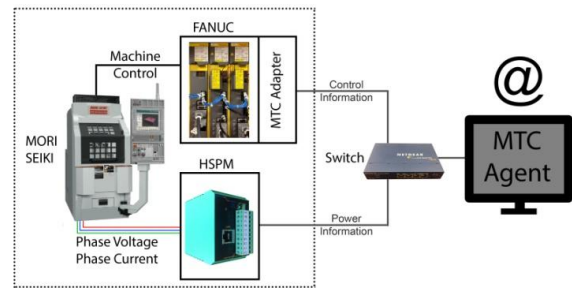 FANUC
Machine
Control
MTC Adapter
Control
Information
@
MORI
SEIKI
HSPM
Switch
NETGEAR
MTC
Agent
Power
Information
Phase Voltage
Phase Current